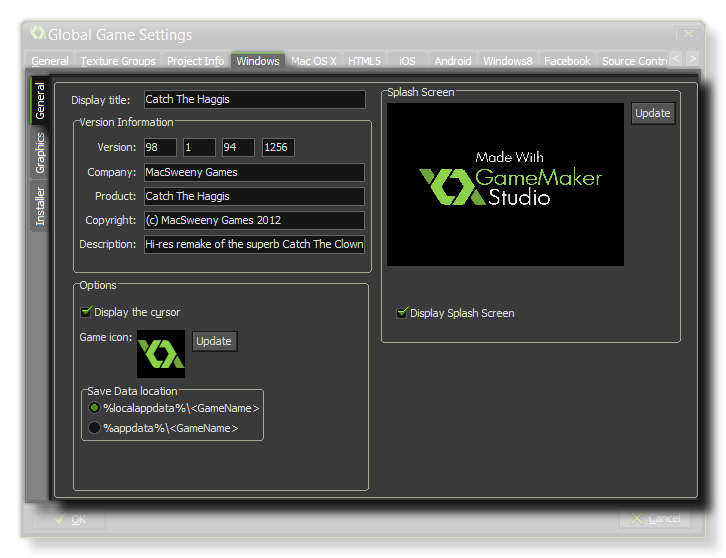 Global Game Settings
General Texture Groups Project Info Windows Mac OS X HTML5 iOS Android Windows8 Facebook Source Contro
General
Graphics
Installer
Display title: Catch The Haggis
Version Information
Version: 98 1 94 1256
Company: MacSweeny Games
Product: Catch The Haggis
Copyright: (c) MacSweeny Games 2012
Description: Hi-res remake of the superb Catch The Clown
Options
Display the cursor
Game icon: Update
Save Data location
%localappdata%\<GameName>
%appdata%\<GameName>
Splash Screen
Made With
GameMaker
Studio
Update
Display Splash Screen
OK
Cancel